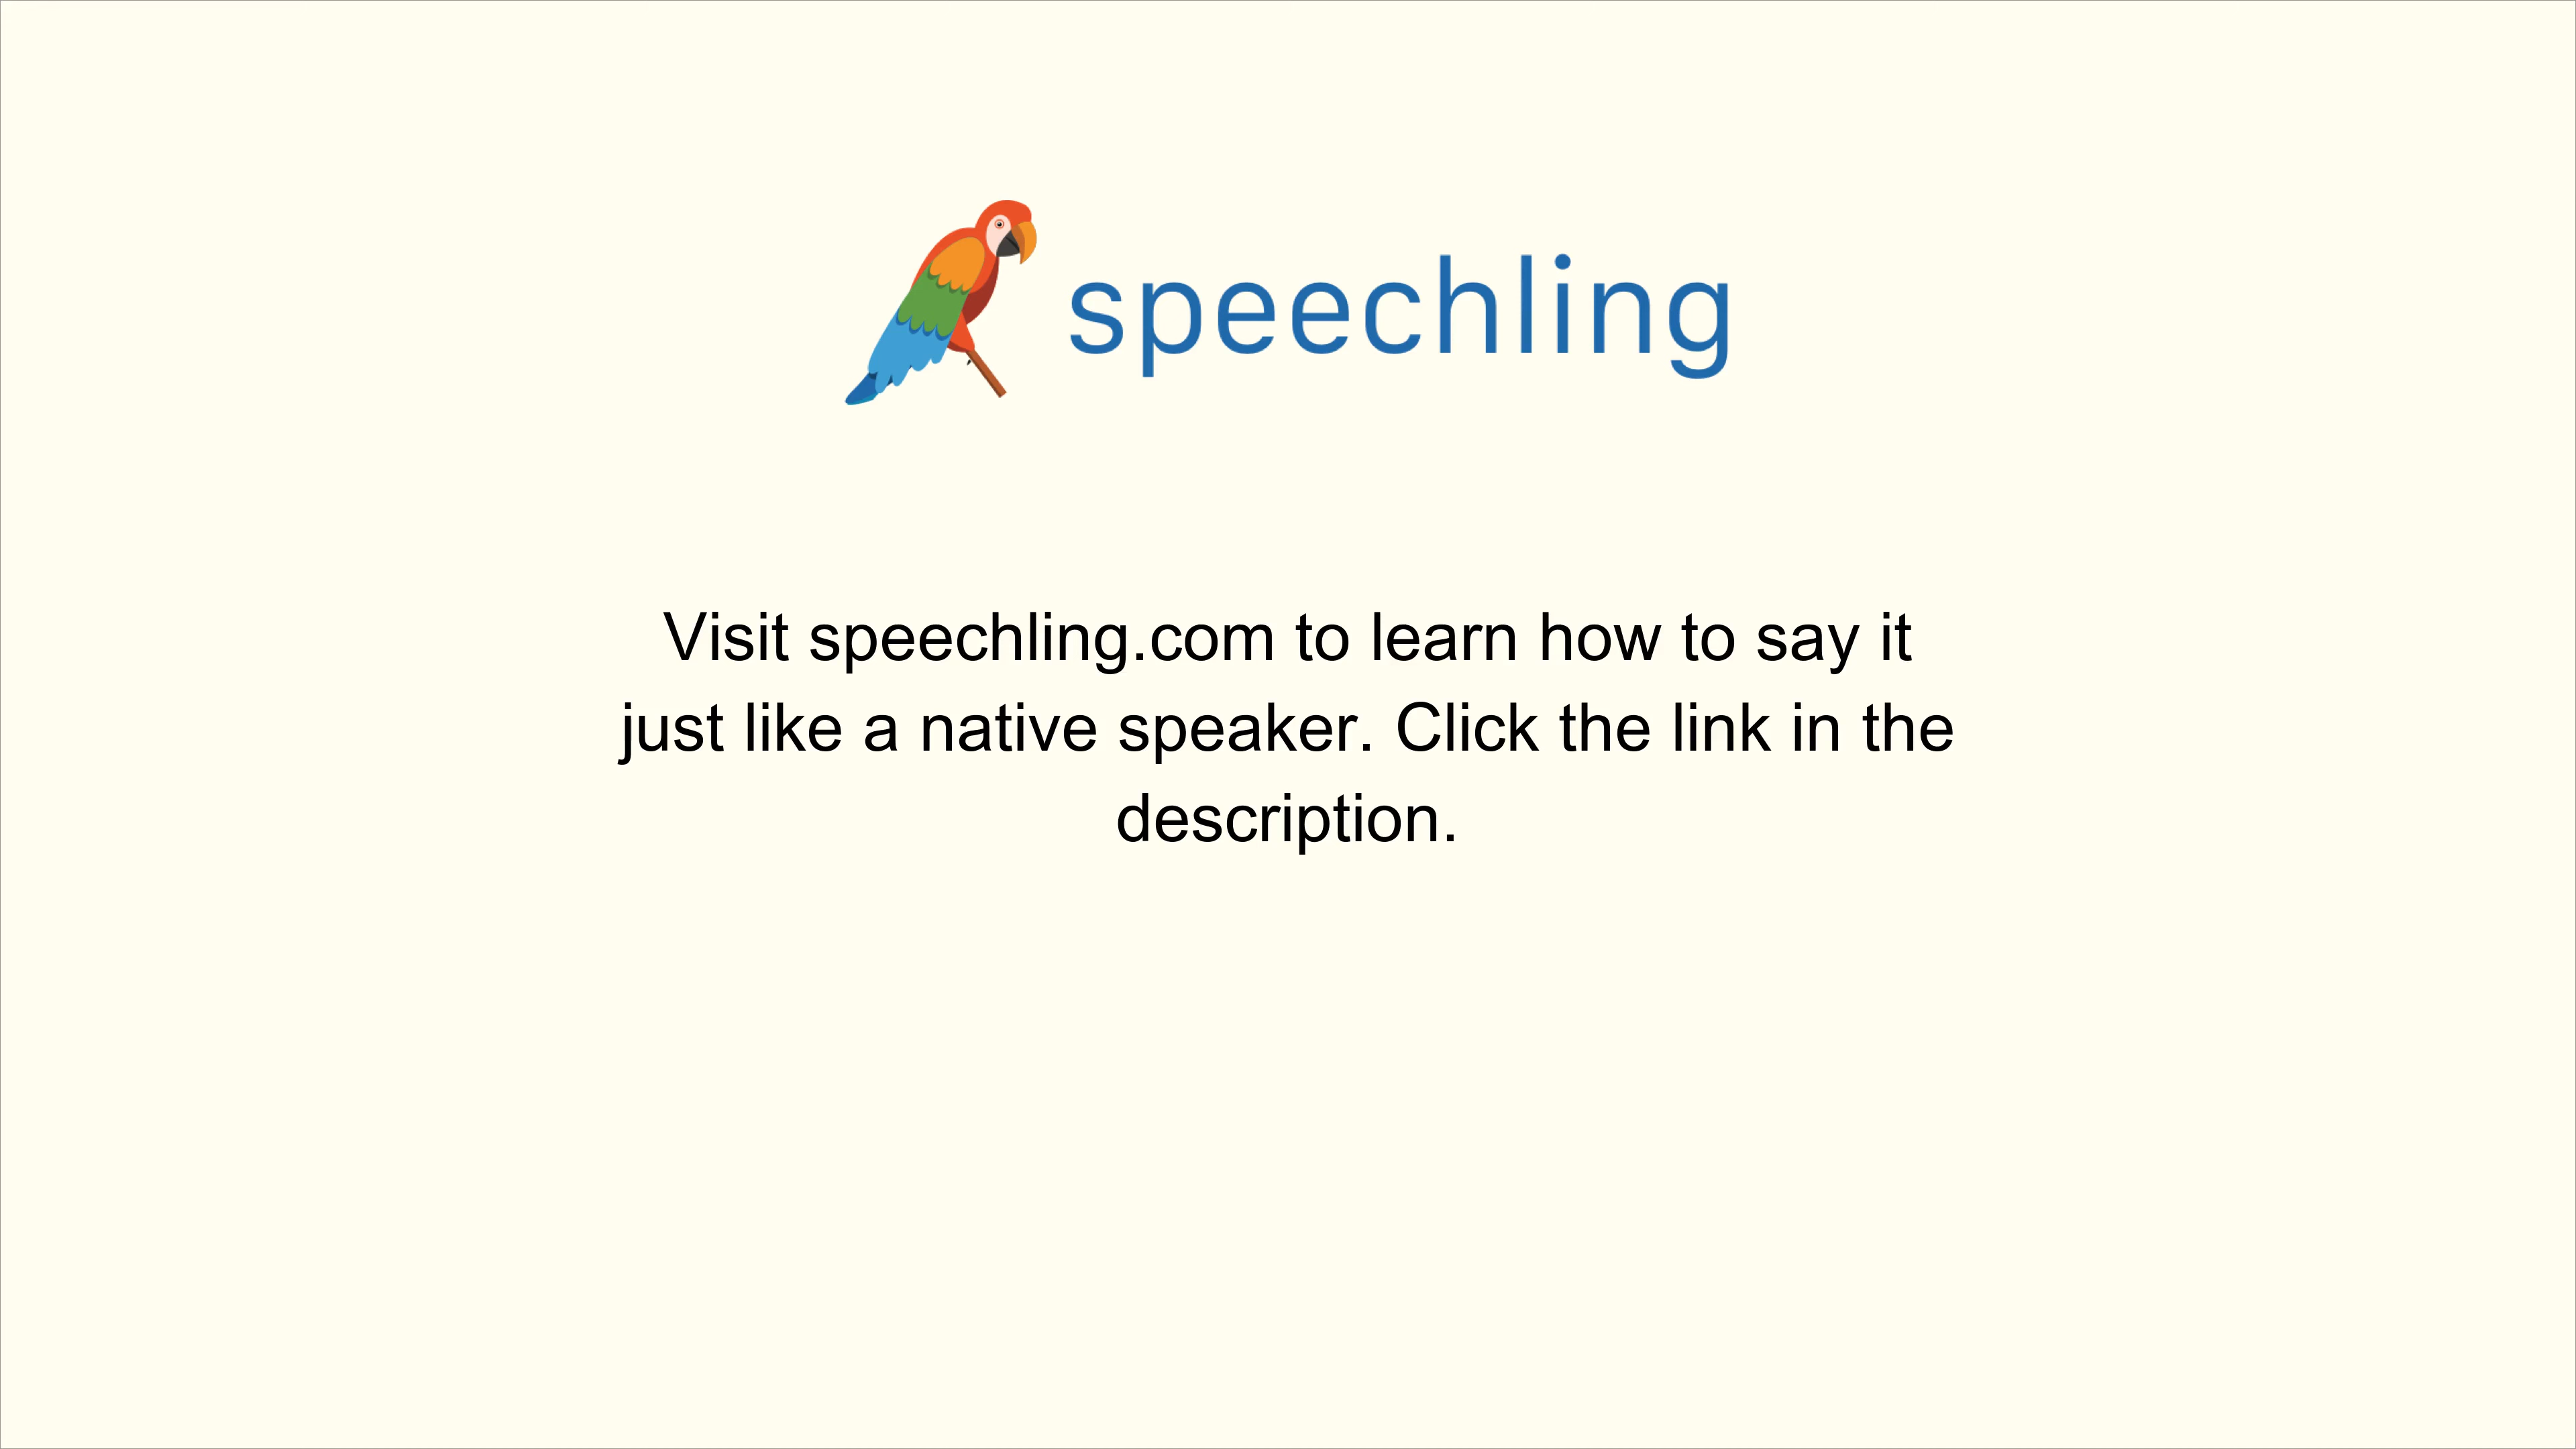 speechling
Visit speechling.com to learn how to say it
just like a native speaker. Click the link in the
description.